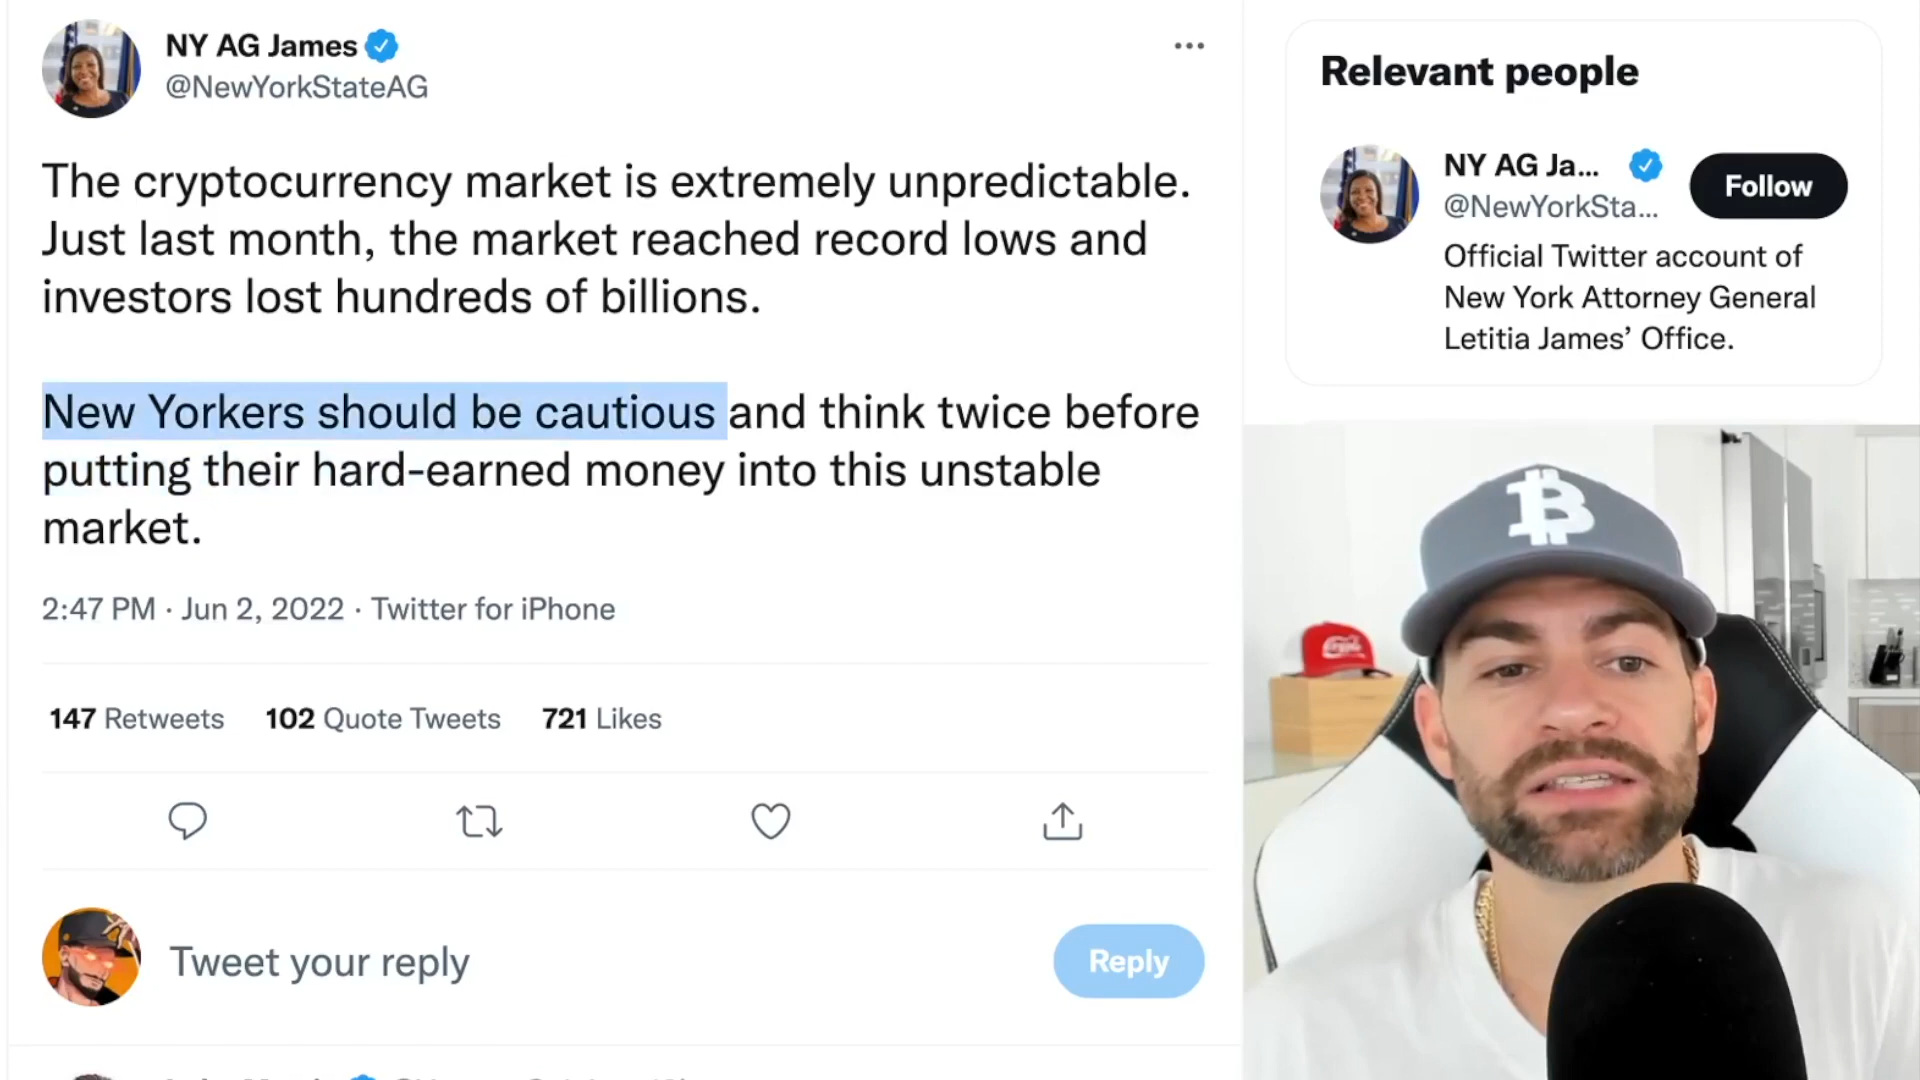 NY AG James
@NewYorkStateAG
The cryptocurrency market is extremely unpredictable.
Just last month, the market reached record lows and
investors lost hundreds of billions.
New Yorkers should be cautious and think twice before
putting their hard-earned money into this unstable
market.
2:47 PM · Jun 2, 2022 · Twitter for iPhone
147 Retweets 102 Quote Tweets 721 Likes
Tweet your reply
Reply
Relevant people
NY AG Ja...
@NewYorkSta...
Follow
Official Twitter account of
New York Attorney General
Letitia James’ Office.